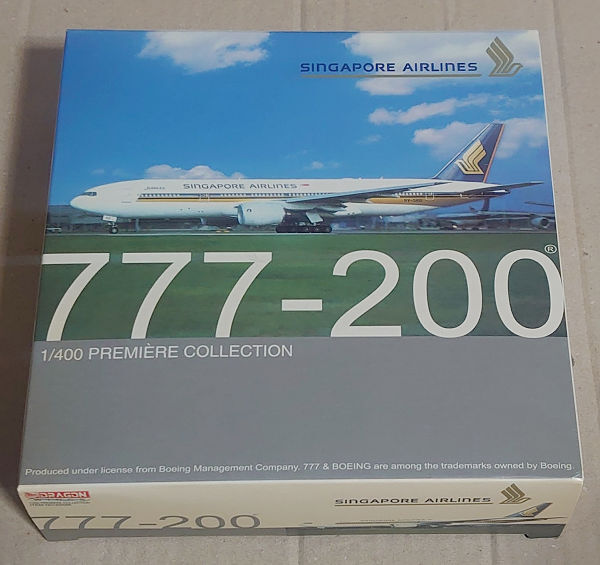 SINGAPORE AIRLINES
SINGAPORE AIRLINES
777-200®
1/400 PREMIÈRE COLLECTION
Produced under license from Boeing Management Company. 777 & BOEING are among the trademarks owned by Boeing.
DRAGON
SINGAPORE AIRLINES
777-200